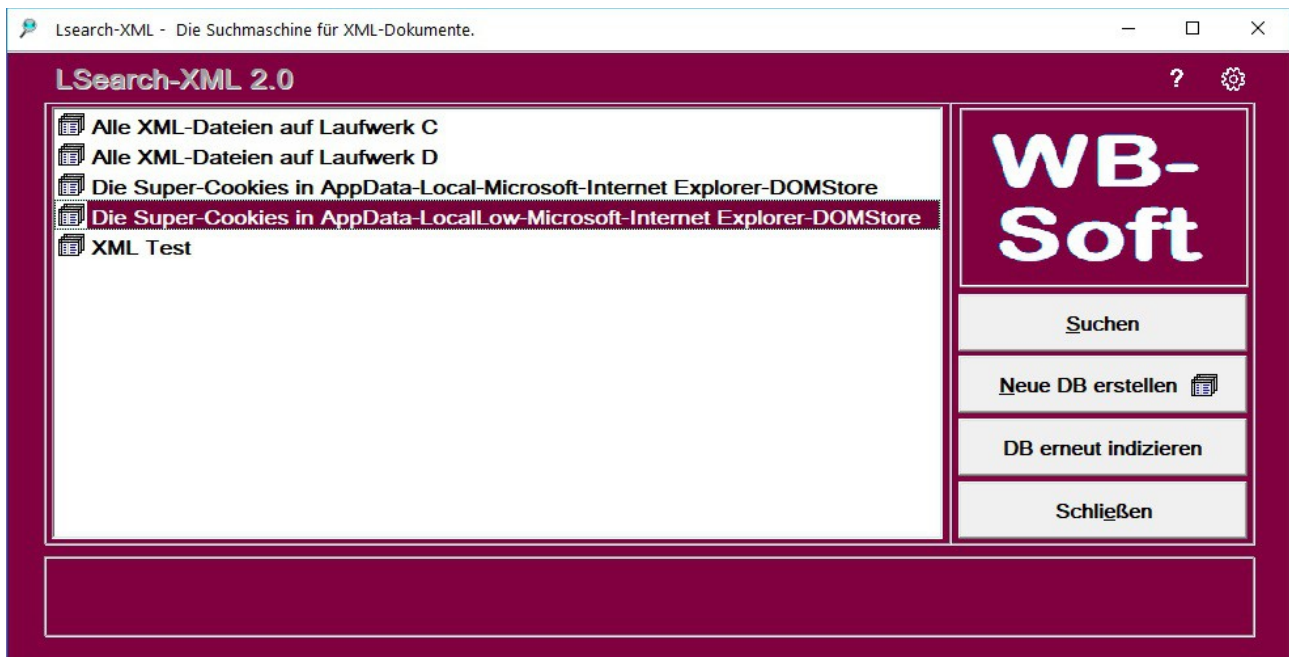 Lsearch-XML - Die Suchmaschine für XML-Dokumente.
LSearch-XML 2.0
?
Alle XML-Dateien auf Laufwerk C
Alle XML-Dateien auf Laufwerk D
Die Super-Cookies in AppData-Local-Microsoft-Internet Explorer-DOMStore
Die Super-Cookies in AppData-LocalLow-Microsoft-Internet Explorer-DOMStore
XML Test
WB-
Soft
Suchen
Neue DB erstellen
DB erneut indizieren
Schließen